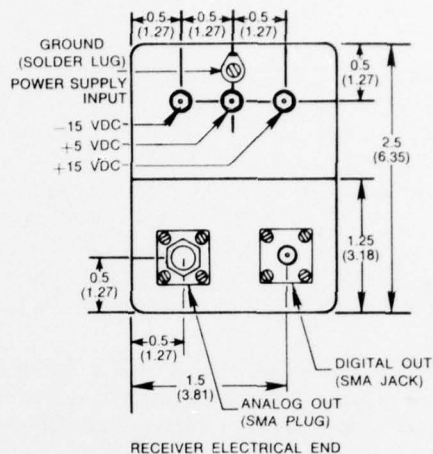 0.5
(1.27)
0.5
(1.27)
0.5
(1.27)
GROUND
(SOLDER LUG)
POWER SUPPLY
INPUT
0.5
(1.27)
—15 VDC
+5 VDC
+15 VDC
2.5
(6.35)
1.25
(3.18)
0.5
(1.27)
0.5
(1.27)
1.5
(3.81)
DIGITAL OUT
(SMA JACK)
ANALOG OUT
(SMA PLUG)
RECEIVER ELECTRICAL END